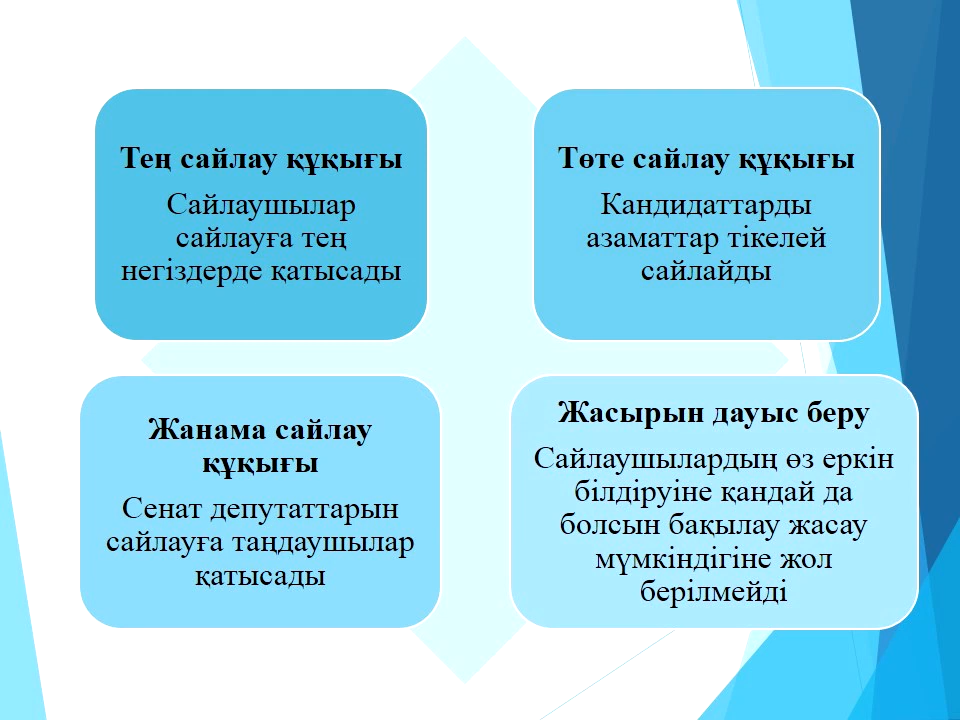 Тең сайлау құқығы
Сайлаушылар
сайлауға тең
негіздерде қатысады
Төте сайлау құқығы
Кандидаттарды
азаматтар тікелей
сайлайды
Жанама сайлау
құқығы
Сенат депутаттарын
сайлауға таңдаушылар
қатысады
Жасырын дауыс беру
Сайлаушылардың өз еркін
білдіруіне қандай да
болсын бақылау жасау
мүмкіндігіне жол
берілмейді